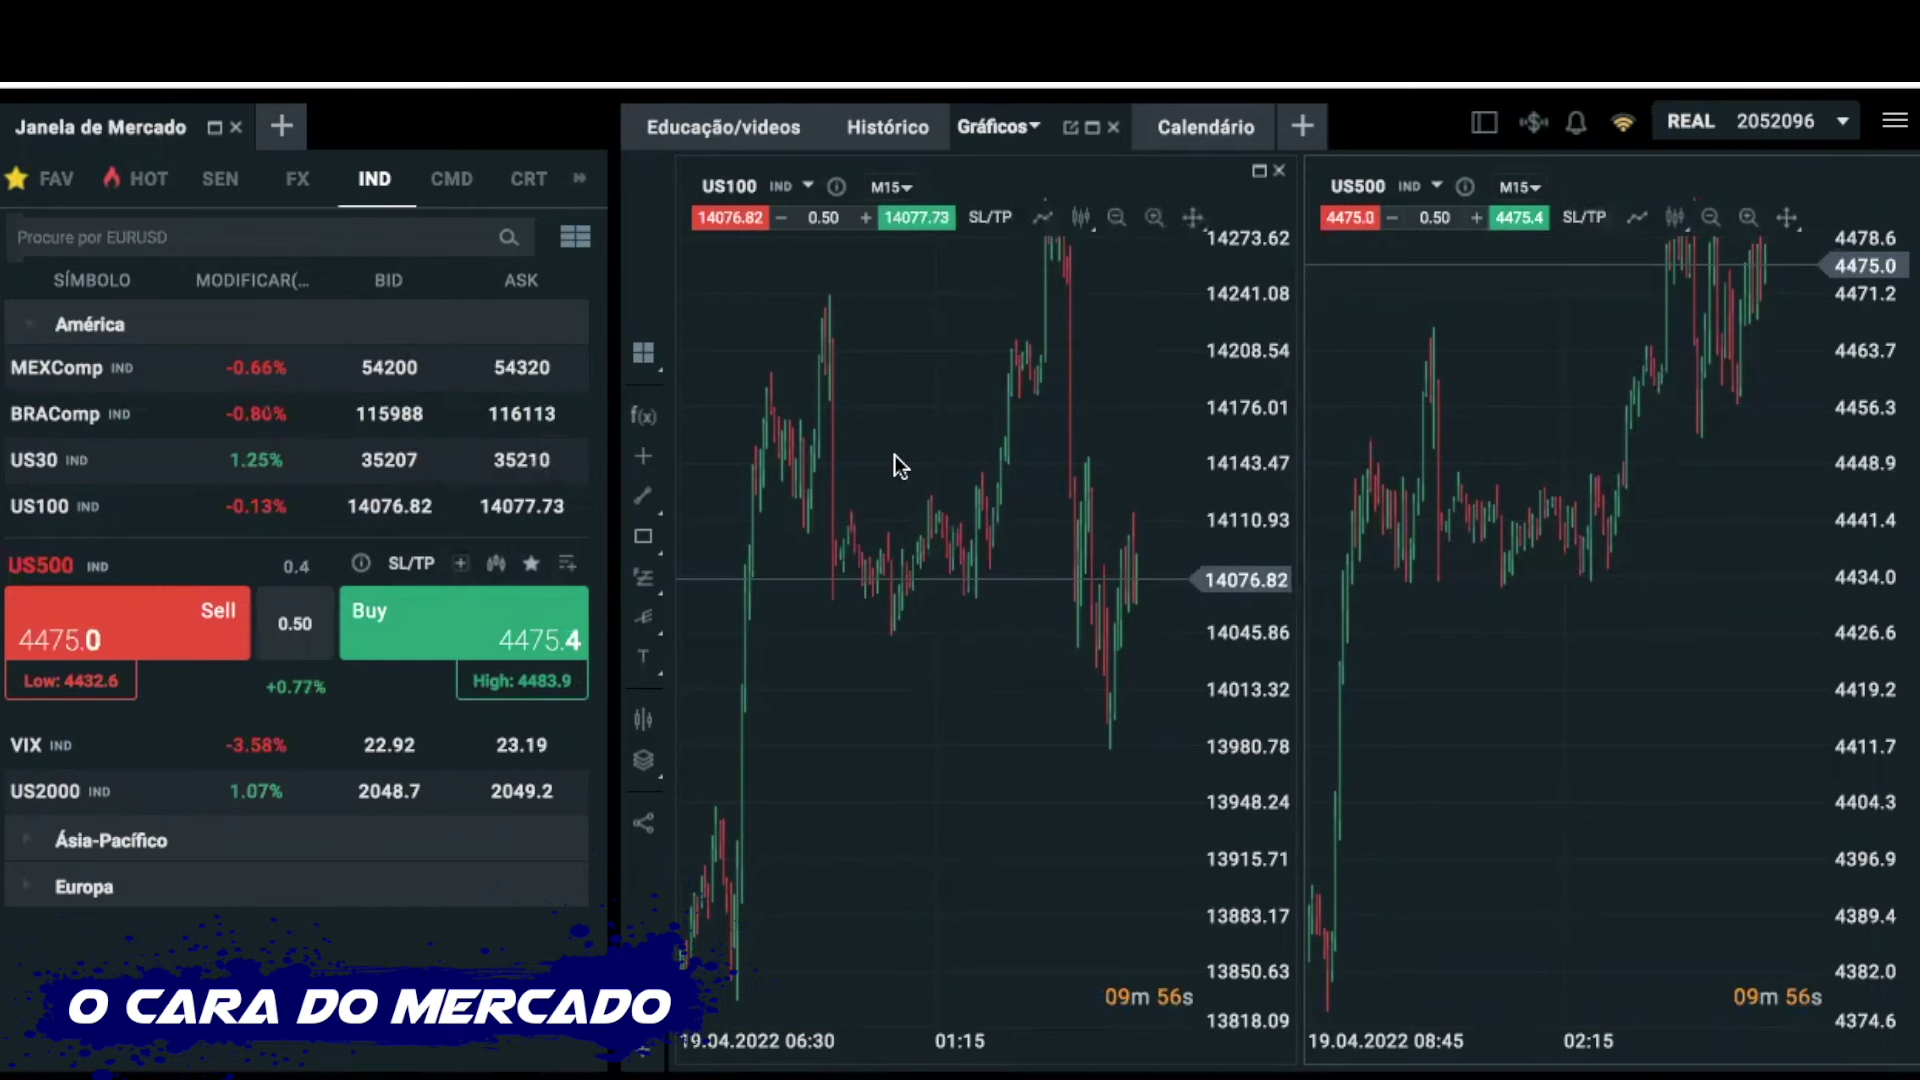 Janela de Mercado
FAV HOT SEN FX IND CMD CRT
Procure por EURUSD
SÍMBOLO MODIFICAR(... BID ASK
América
MEXComp IND -0.66% 54200 54320
BRAComp IND -0.80% 115988 116113
US30 IND 1.25% 35207 35210
US100 IND -0.13% 14076.82 14077.73
US500 IND 0.4 SL/TP
Sell 4475.0
0.50
Buy 4475.4
Low: 4432.6
+0.77%
High: 4483.9
VIX IND -3.58% 22.92 23.19
US2000 IND 1.07% 2048.7 2049.2
Ásia-Pacífico
Europa
O CARA DO MERCADO
Educação/videos Histórico Gráficos Calendário
REAL 2052096
f(x)
T
US100 IND M15
14076.82 − 0.50 + 14077.73 SL/TP
14273.62
14241.08
14208.54
14176.01
14143.47
14110.93
14076.82
14045.86
14013.32
13980.78
13948.24
13915.71
13883.17
13850.63
13818.09
09m 56s
19.04.2022 06:30 01:15
US500 IND M15
4475.0 − 0.50 + 4475.4 SL/TP
4478.6
4475.0
4471.2
4463.7
4456.3
4448.9
4441.4
4434.0
4426.6
4419.2
4411.7
4404.3
4396.9
4389.4
4382.0
4374.6
09m 56s
19.04.2022 08:45 02:15